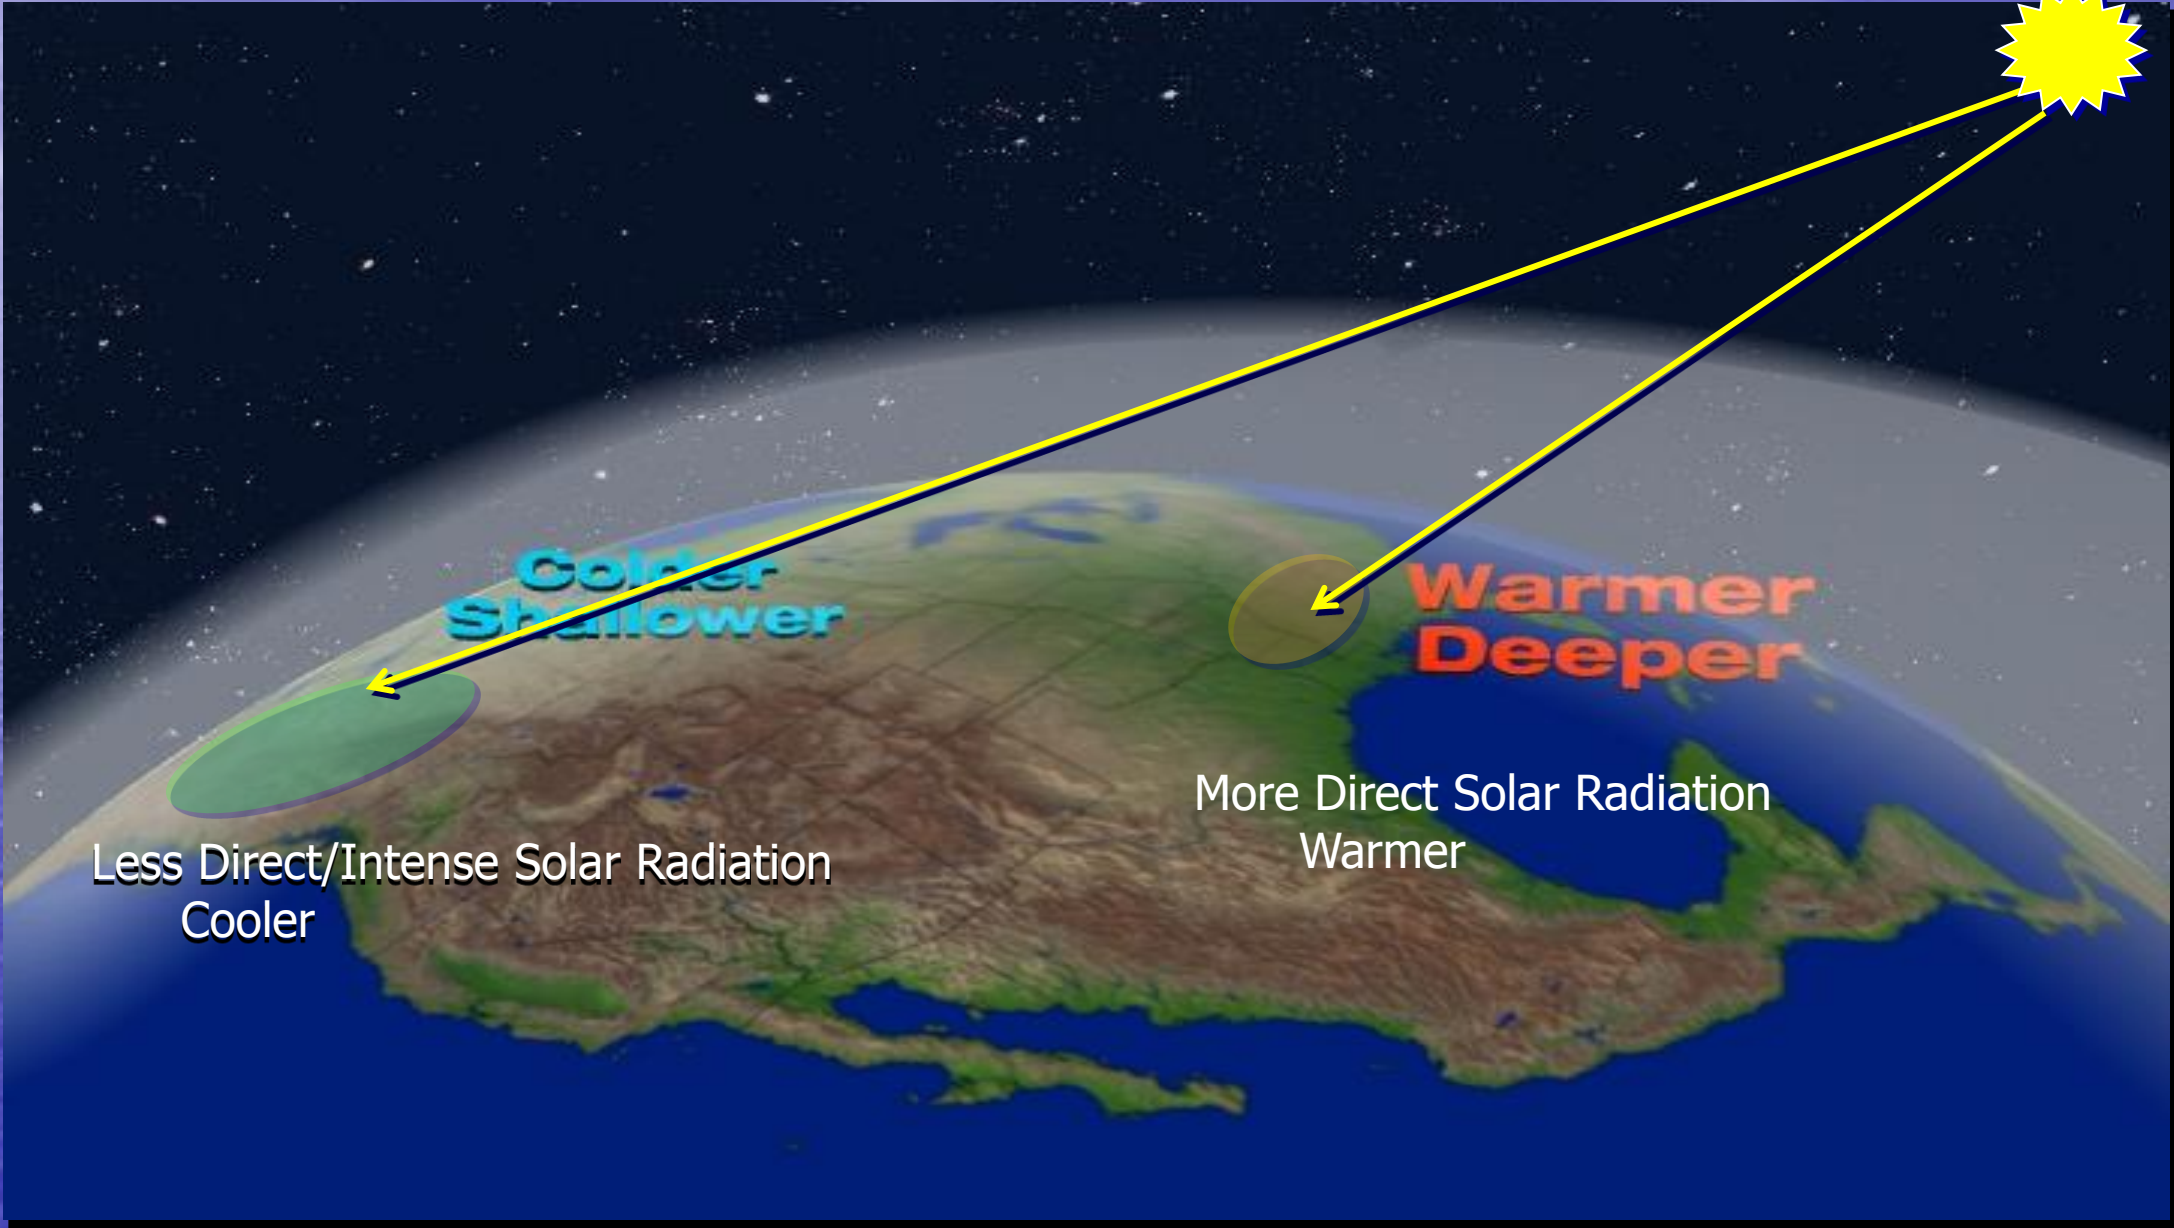 Colder
Shallower
Warmer
Deeper
More Direct Solar Radiation
Warmer
Less Direct/Intense Solar Radiation
Cooler